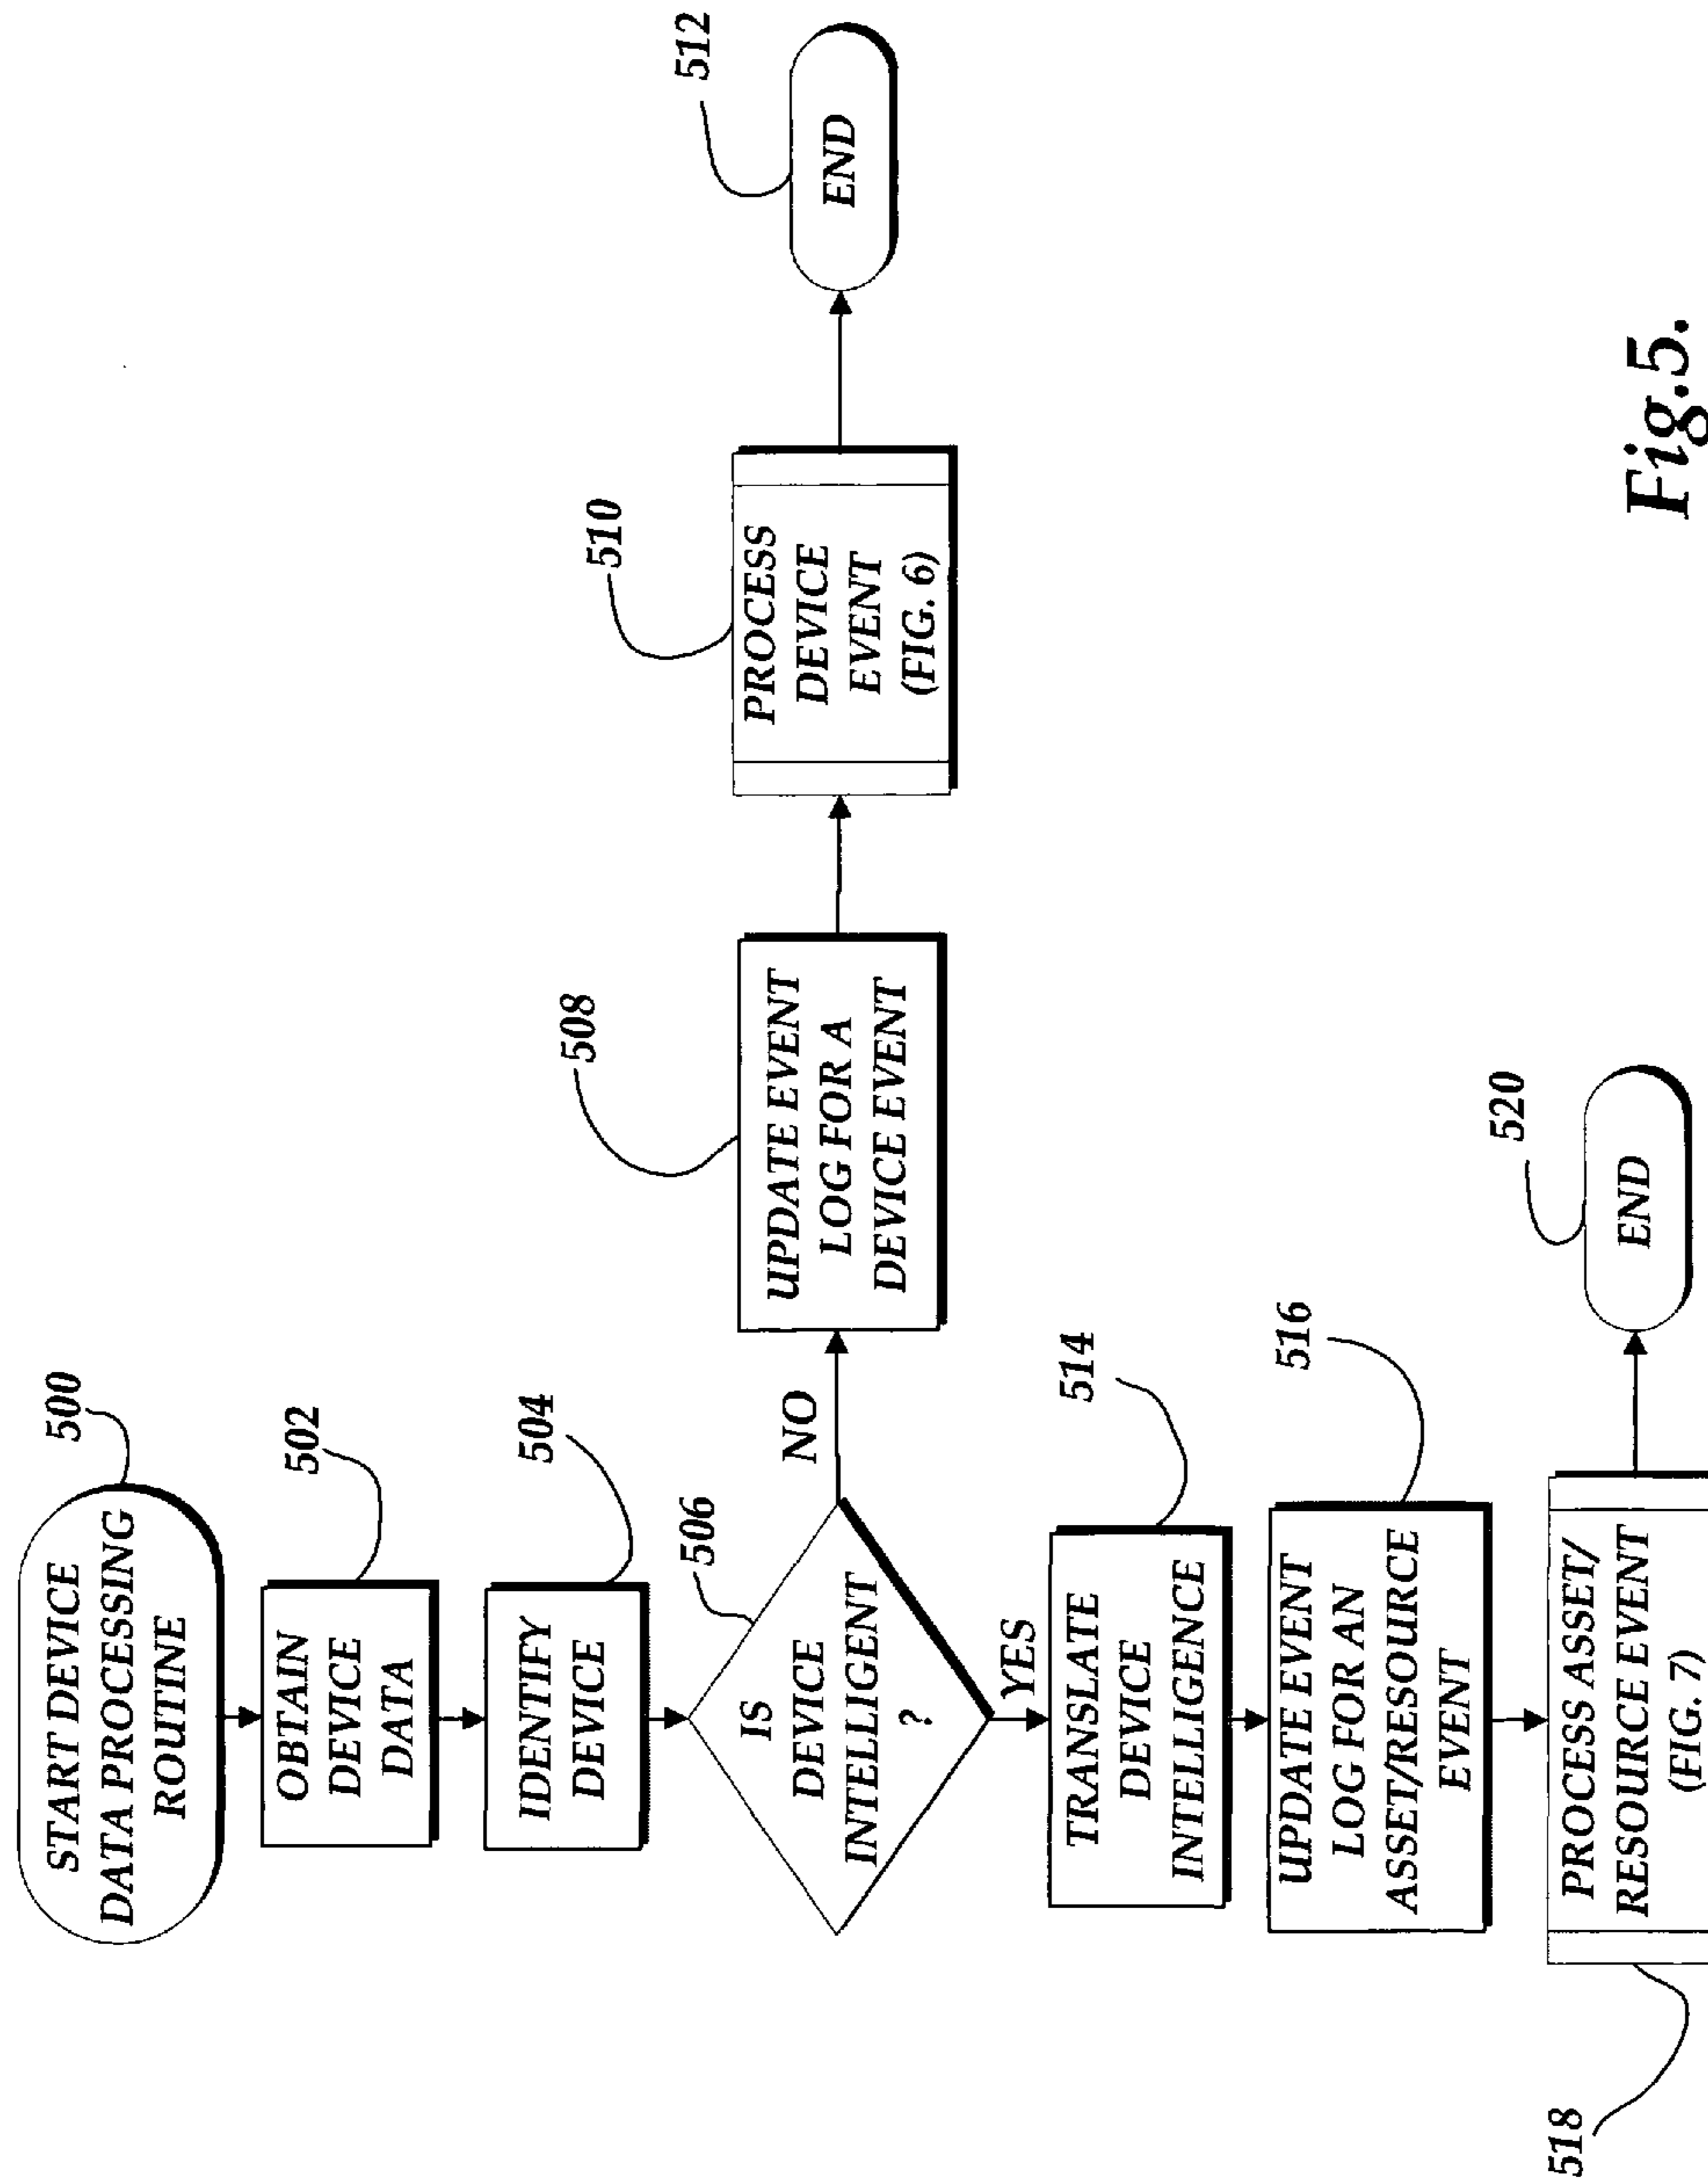 START DEVICE
DATA PROCESSING
ROUTINE
500
OBTAIN
DEVICE
DATA
502
IDENTIFY
DEVICE
504
IS
DEVICE
INTELLIGENT
?
506
NO
UPDATE EVENT
LOG FOR A
DEVICE EVENT
508
PROCESS
DEVICE
EVENT
(FIG. 6)
510
END
512
YES
TRANSLATE
DEVICE
INTELLIGENCE
514
UPDATE EVENT
LOG FOR AN
ASSET/RESOURCE
EVENT
516
PROCESS ASSET/
RESOURCE EVENT
(FIG. 7)
518
END
520
Fig.5.